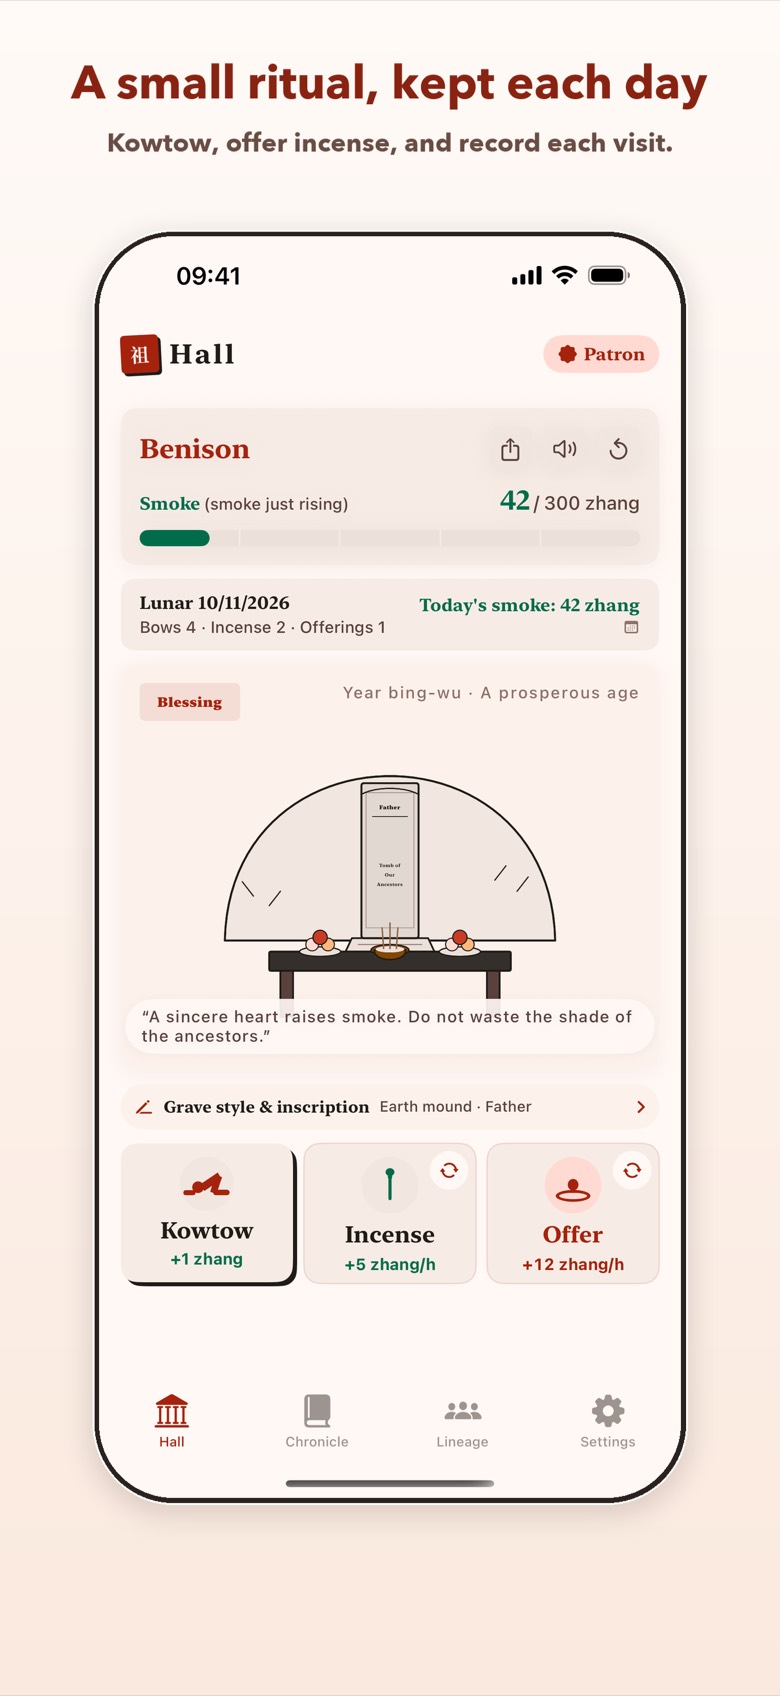 A small ritual, kept each day
Kowtow, offer incense, and record each visit.
09:41
祖 Hall
Patron
Benison
Smoke (smoke just rising)
42 / 300 zhang
Lunar 10/11/2026
Today's smoke: 42 zhang
Bows 4 · Incense 2 · Offerings 1
Blessing
Year bing-wu · A prosperous age
Father
Tomb of
Our
Ancestors
“A sincere heart raises smoke. Do not waste the shade of
the ancestors.”
Grave style & inscription Earth mound · Father
Kowtow
+1 zhang
Incense
+5 zhang/h
Offer
+12 zhang/h
Hall
Chronicle
Lineage
Settings